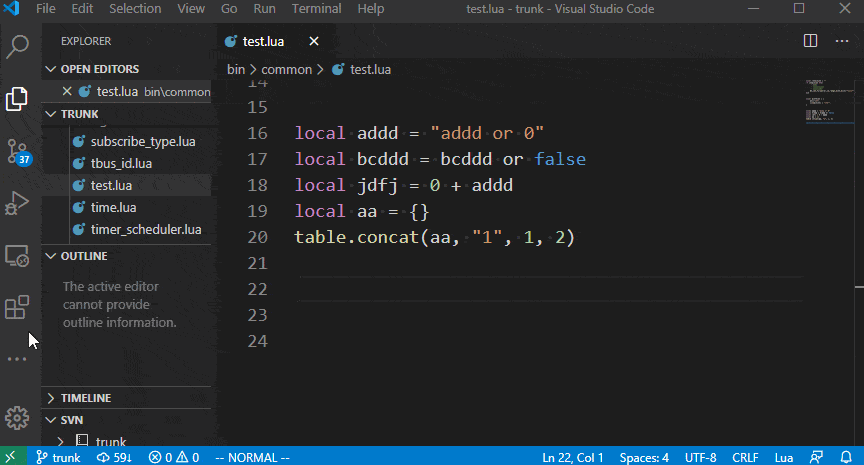 File Edit Selection View Go Run Terminal Help test.lua - trunk - Visual Studio Code
EXPLORER
test.lua
OPEN EDITORS
test.lua bin\common
bin common test.lua
TRUNK
subscribe_type.lua
tbus_id.lua
test.lua
time.lua
timer_scheduler.lua
37
OUTLINE
The active editor
cannot provide
outline information.
TIMELINE
SVN
trunk
14
15
16 local addd = "addd or 0"
17 local bcddd = bcddd or false
18 local jdfj = 0 + addd
19 local aa = {}
20 table.concat(aa, "1", 1, 2)
21
22
23
24
trunk 59↓ 0 0 -- NORMAL -- Ln 22, Col 1 Spaces: 4 UTF-8 CRLF Lua